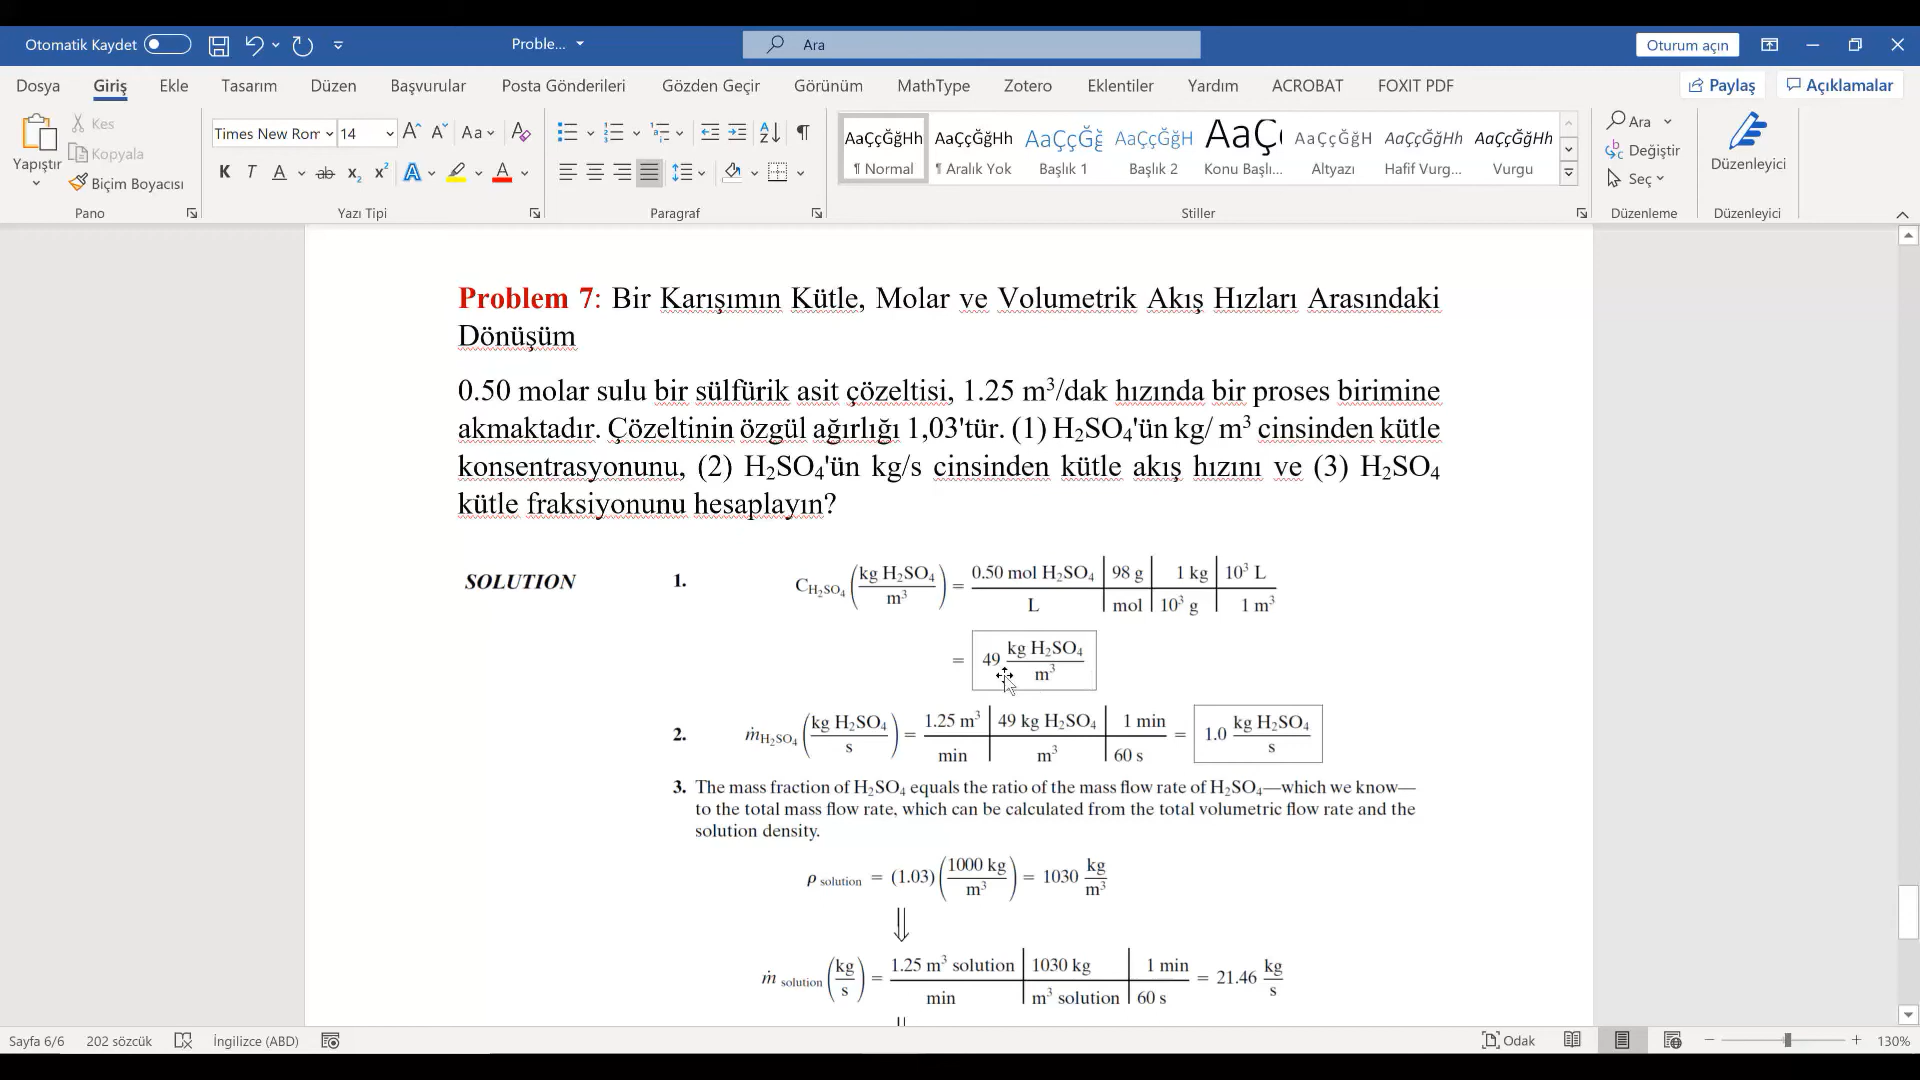 Otomatik Kaydet
Proble...
Ara
Oturum açın
Dosya Giriş Ekle Tasarım Düzen Başvurular Posta Gönderileri Gözden Geçir Görünüm MathType Zotero Eklentiler Yardım ACROBAT FOXIT PDF Paylaş Açıklamalar
Yapıştır
Kes
Kopyala
Biçim Boyacısı
Pano
Times New Rom 14
K T A ab x₂ x² A A
Yazı Tipi
Paragraf
AaÇçĞğHh AaÇçĞğHh AaÇçĞğ AaÇçĞğH AaÇ AaÇçĞğH AaÇçĞğHh AaÇçĞğHh
¶ Normal ¶ Aralık Yok Başlık 1 Başlık 2 Konu Başlı... Altyazı Hafif Vurg... Vurgu
Stiller
Ara
Değiştir
Seç
Düzenleme
Düzenleyici
Düzenleyici
Problem 7: Bir Karışımın Kütle, Molar ve Volumetrik Akış Hızları Arasındaki
Dönüşüm
0.50 molar sulu bir sülfürik asit çözeltisi, 1.25 m³/dak hızında bir proses birimine
akmaktadır. Çözeltinin özgül ağırlığı 1,03'tür. (1) H₂SO₄'ün kg/ m³ cinsinden kütle
konsentrasyonunu, (2) H₂SO₄'ün kg/s cinsinden kütle akış hızını ve (3) H₂SO₄
kütle fraksiyonunu hesaplayın?
SOLUTION
1. C_H₂SO₄ (kg H₂SO₄ / m³) = 0.50 mol H₂SO₄ | 98 g | 1 kg | 10³ L
L | mol | 10³ g | 1 m³
= 49 kg H₂SO₄ / m³
2. ṁ_H₂SO₄ (kg H₂SO₄ / s) = 1.25 m³ | 49 kg H₂SO₄ | 1 min = 1.0 kg H₂SO₄ / s
min | m³ | 60 s
3. The mass fraction of H₂SO₄ equals the ratio of the mass flow rate of H₂SO₄—which we know—
to the total mass flow rate, which can be calculated from the total volumetric flow rate and the
solution density.
ρ solution = (1.03) (1000 kg / m³) = 1030 kg / m³
⇓
ṁ solution (kg / s) = 1.25 m³ solution | 1030 kg | 1 min = 21.46 kg / s
min | m³ solution | 60 s
Sayfa 6/6 202 sözcük İngilizce (ABD) Odak 130%